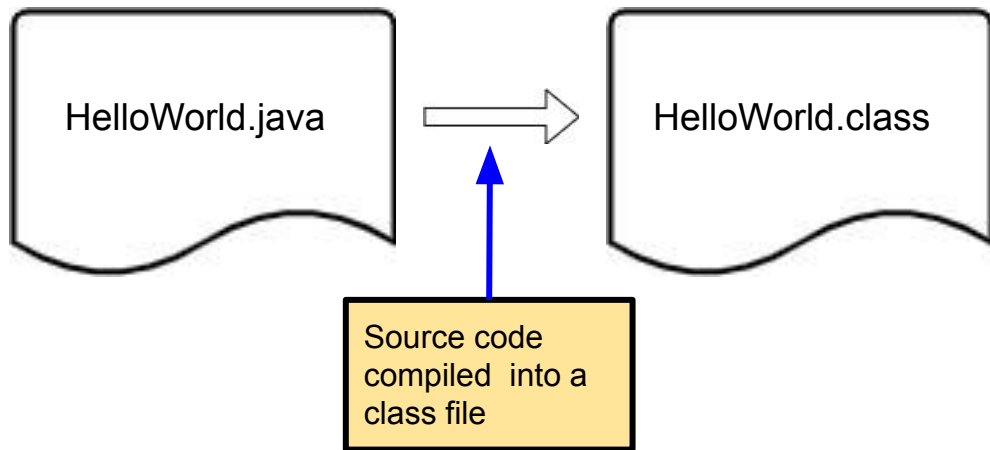 HelloWorld.java
HelloWorld.class
Source code
compiled  into a
class file